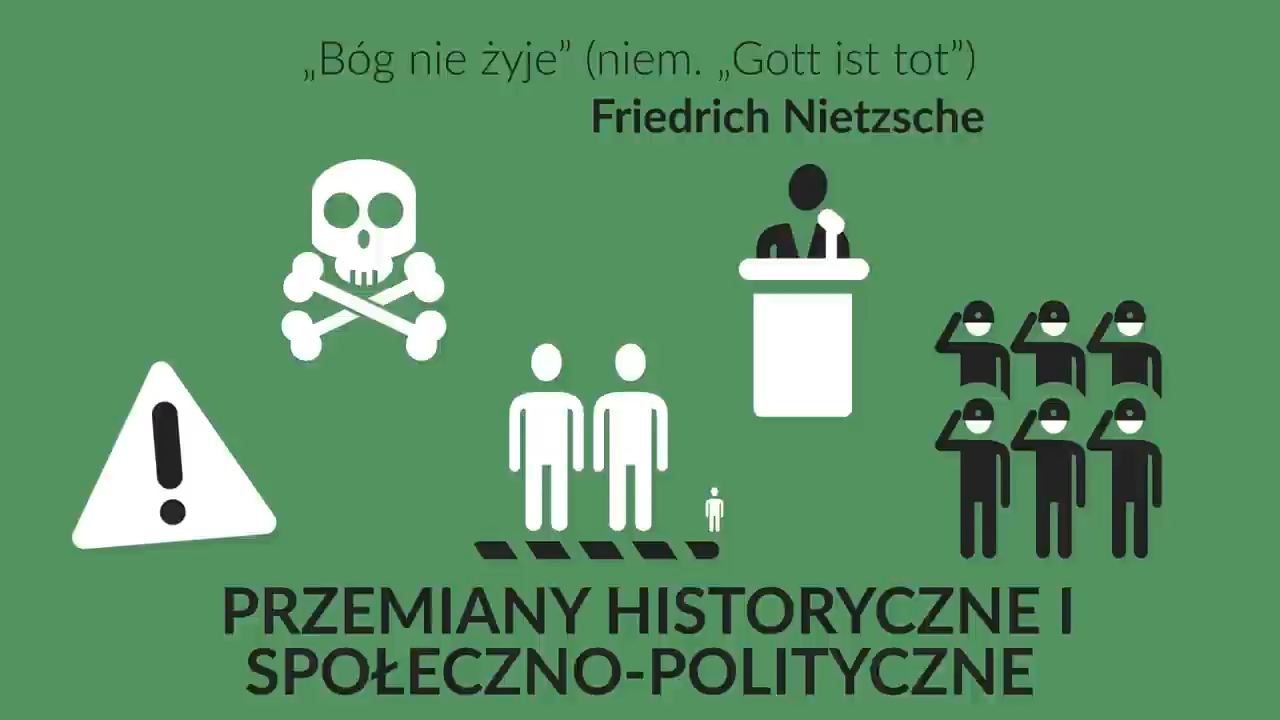 „Bóg nie żyje” (niem. „Gott ist tot”)
Friedrich Nietzsche
PRZEMIANY HISTORYCZNE I
SPOŁECZNO-POLITYCZNE